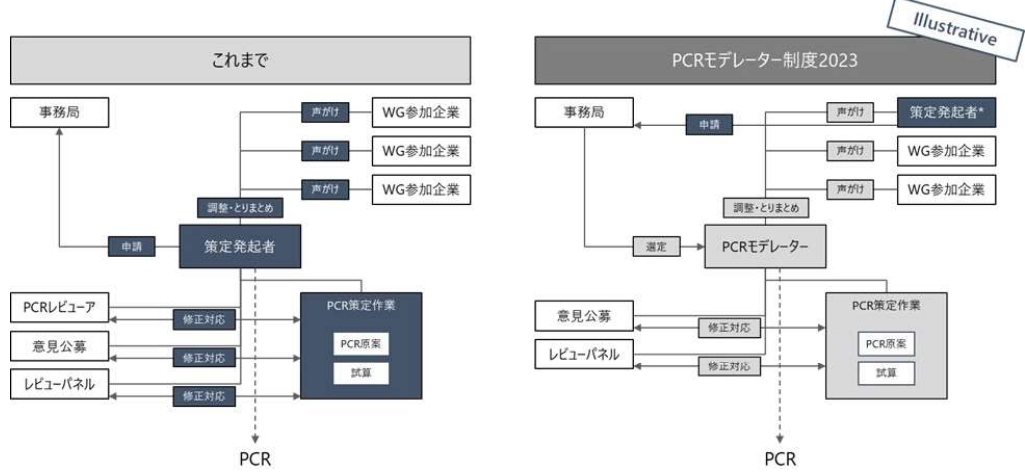 Illustrative
これまで
事務局
声がけ
WG参加企業
声がけ
WG参加企業
声がけ
WG参加企業
調整・とりまとめ
申請
策定発起者
PCRレビューア
修正対応
意見公募
修正対応
レビューパネル
修正対応
PCR策定作業
PCR原案
試算
PCR
PCRモデレーター制度2023
事務局
声がけ
策定発起者*
申請
声がけ
WG参加企業
声がけ
WG参加企業
調整・とりまとめ
選定
PCRモデレーター
意見公募
修正対応
レビューパネル
修正対応
PCR策定作業
PCR原案
試算
PCR